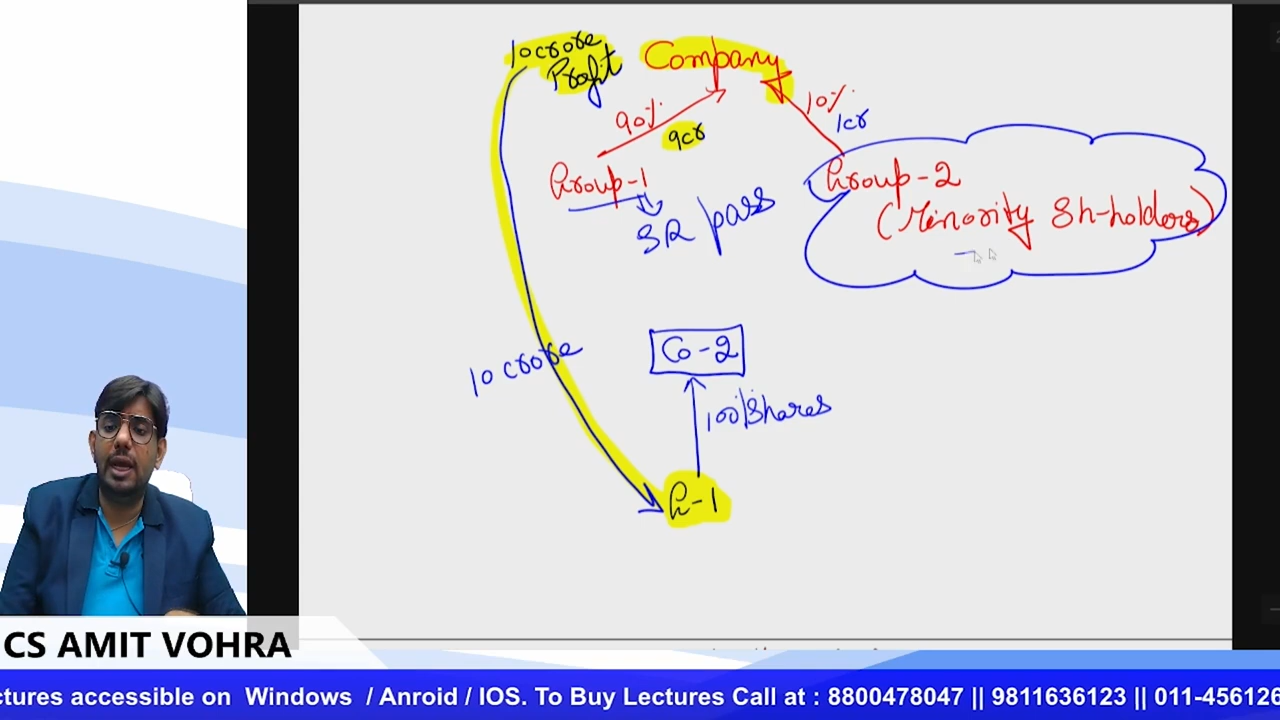 10 crore
Profit
Company
90%
9cr
10%
1cr
Group-1
SR pass
Group-2
(Minority Sh-holders)
Co-2
10 crore
100% Shares
G-1
CS AMIT VOHRA
ctures accessible on Windows / Anroid / IOS. To Buy Lectures Call at : 8800478047 || 9811636123 || 011-456126